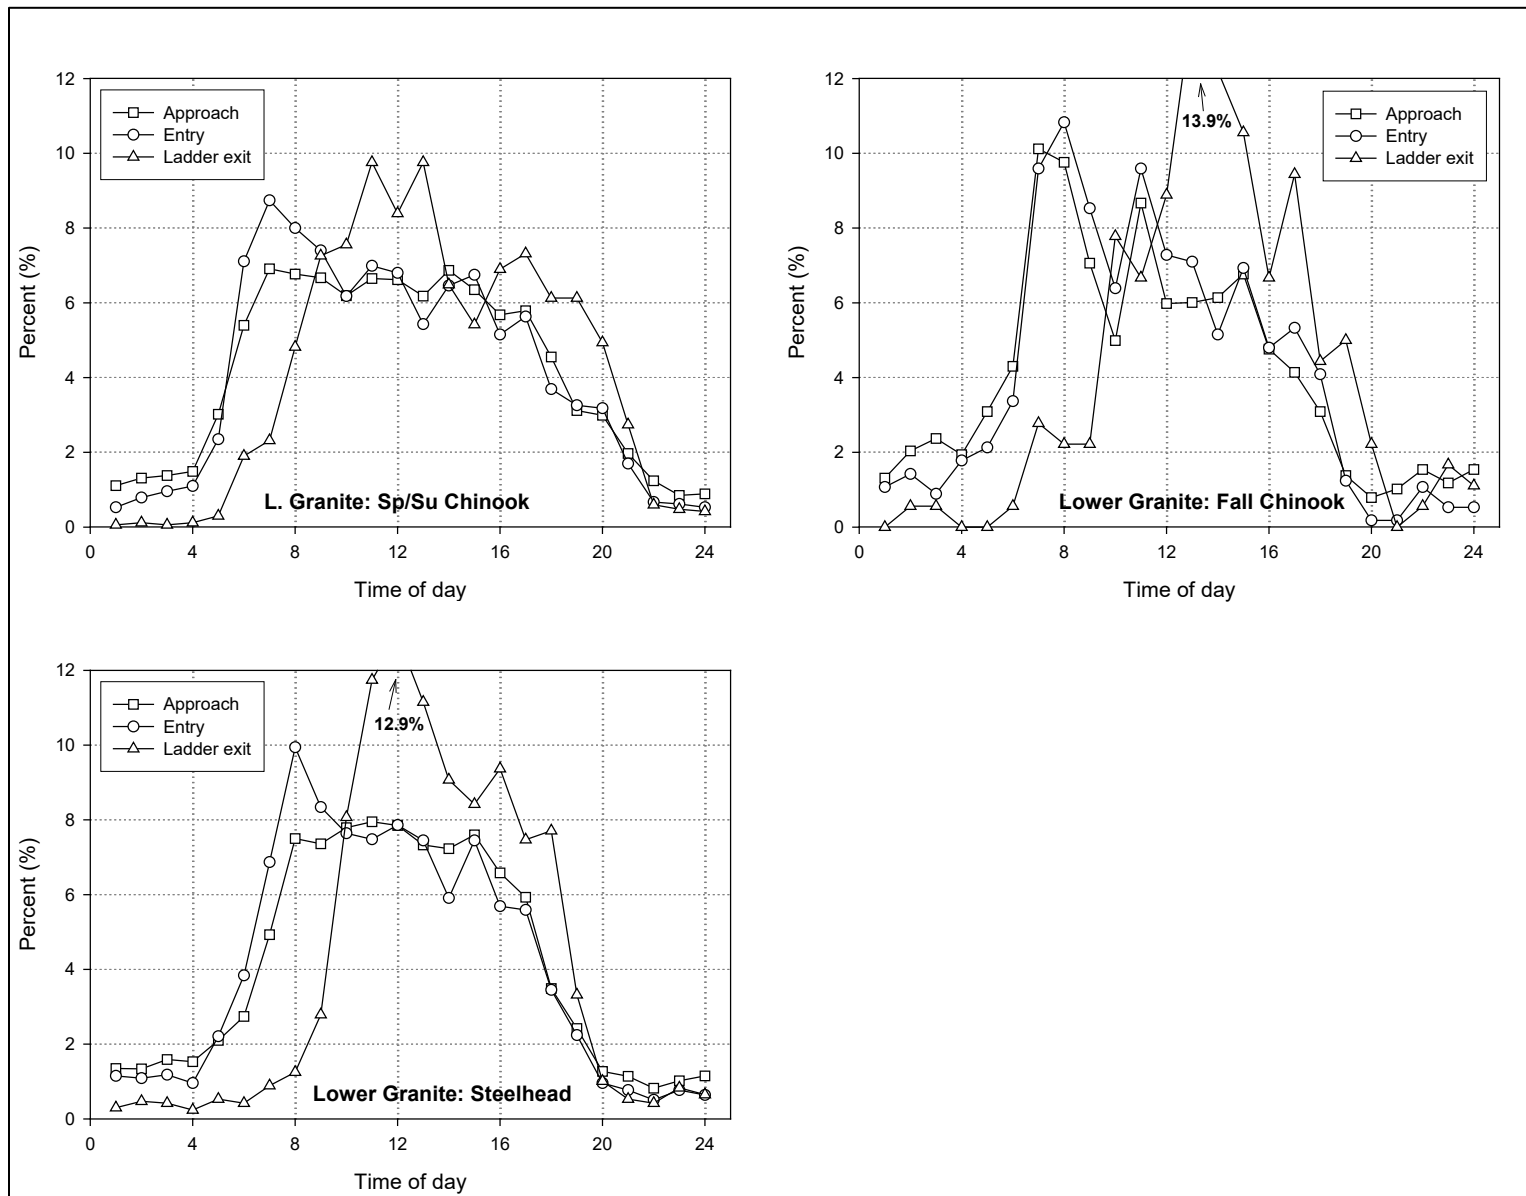 12
10
8
6
4
2
0
Percent (%)
Approach
Entry
Ladder exit
L. Granite: Sp/Su Chinook
0 4 8 12 16 20 24
Time of day
12
10
8
6
4
2
0
Percent (%)
13.9%
Approach
Entry
Ladder exit
Lower Granite: Fall Chinook
0 4 8 12 16 20 24
Time of day
12
10
8
6
4
2
0
Percent (%)
Approach
Entry
Ladder exit
12.9%
Lower Granite: Steelhead
0 4 8 12 16 20 24
Time of day